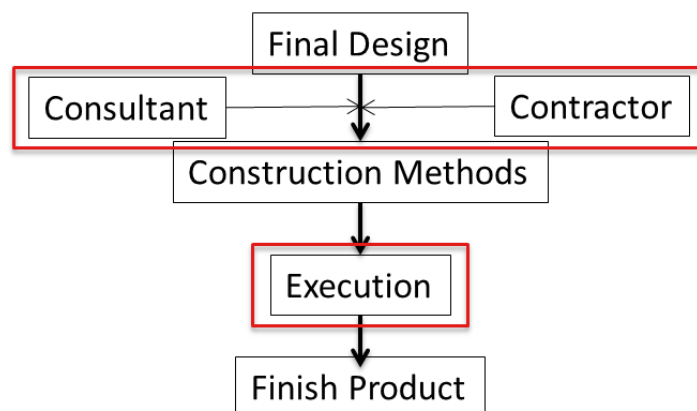 Final Design
Consultant
Contractor
Construction Methods
Execution
Finish Product